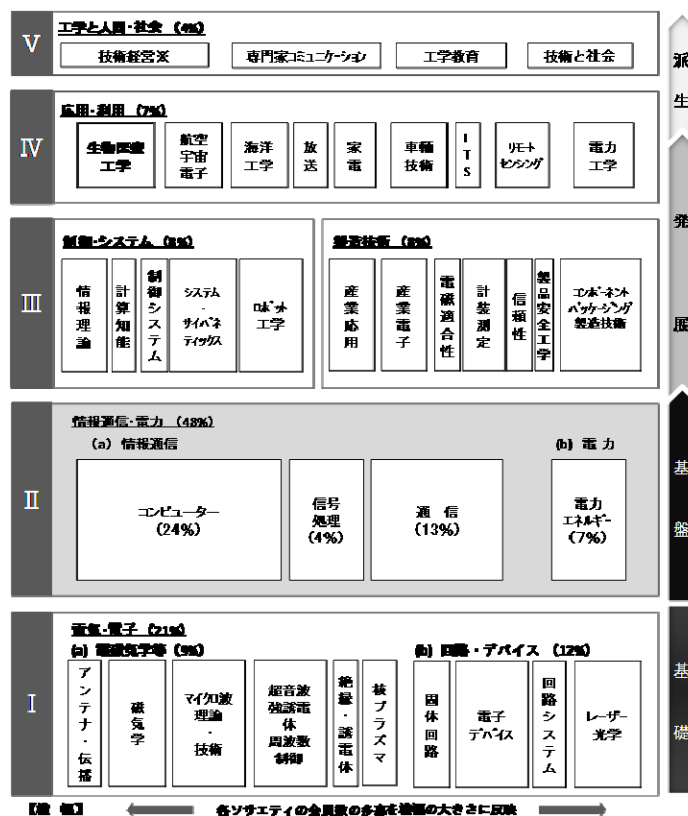 V
工学と人間・社会 (4%)
技術経営※
専門家コミュニケーション
工学教育
技術と社会
派生
IV
応用・利用 (7%)
生物医療工学
航空宇宙電子
海洋工学
放送
家電
車輛技術
ITS
リモートセンシング
電力工学
III
制御・システム (8%)
情報理論
計算知能
制御システム
システム・サイバネティックス
ロボット工学
製造技術 (8%)
産業応用
産業電子
電磁適合性
計装測定
信頼性
製品安全工学
コンポーネントパッケージング製造技術
発展
II
情報通信・電力 (48%)
(a) 情報通信
(b) 電力
コンピューター
(24%)
信号処理
(4%)
通信
(13%)
電力エネルギー
(7%)
基盤
I
電気・電子 (21%)
(a) 電磁気学等 (9%)
(b) 回路・デバイス (12%)
アンテナ・伝播
磁気学
マイクロ波理論・技術
超音波強誘電体周波数制御
絶縁・誘電体
核プラズマ
固体回路
電子デバイス
回路システム
レーザー光学
基礎
各ソサエティの会員数の多寡を横幅の大きさに反映